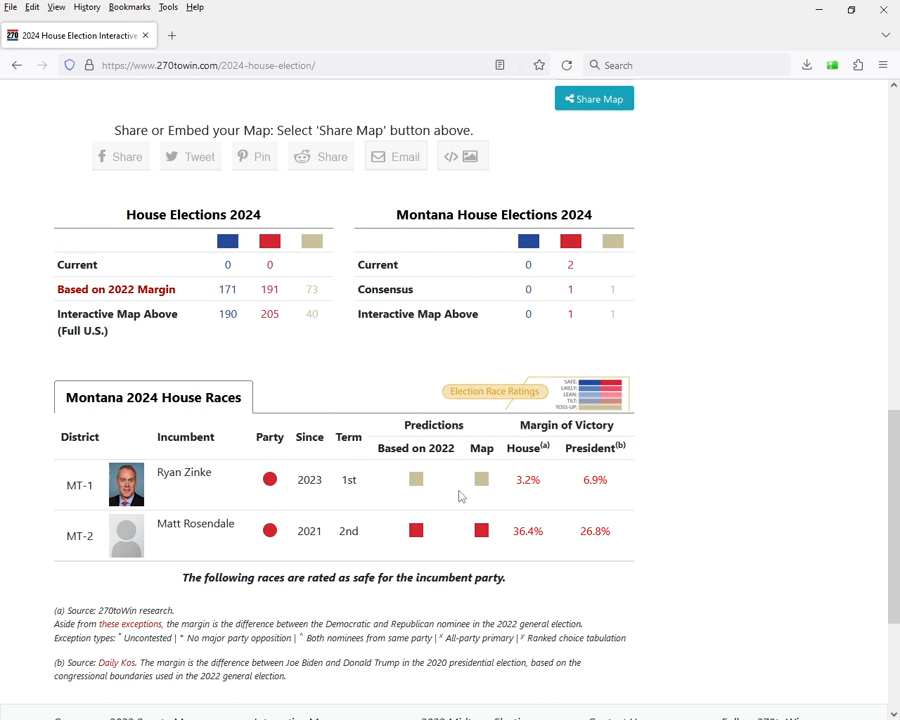 File Edit View History Bookmarks Tools Help
270 2024 House Election Interactive
https://www.270towin.com/2024-house-election/ Search
Share Map
Share or Embed your Map: Select 'Share Map' button above.
Share Tweet Pin Share Email
House Elections 2024
Current 0 0
Based on 2022 Margin 171 191 73
Interactive Map Above 190 205 40
(Full U.S.)
Montana House Elections 2024
Current 0 2
Consensus 0 1 1
Interactive Map Above 0 1 1
Montana 2024 House Races
Election Race Ratings
SAFE:
LIKELY:
LEAN:
TILT:
TOSS-UP:
Predictions Margin of Victory
District Incumbent Party Since Term Based on 2022 Map House(a) President(b)
MT-1 Ryan Zinke 2023 1st 3.2% 6.9%
MT-2 Matt Rosendale 2021 2nd 36.4% 26.8%
The following races are rated as safe for the incumbent party.
(a) Source: 270toWin research.
Aside from these exceptions, the margin is the difference between the Democratic and Republican nominee in the 2022 general election.
Exception types: * Uncontested | + No major party opposition | ^ Both nominees from same party | x All-party primary | y Ranked choice tabulation
(b) Source: Daily Kos. The margin is the difference between Joe Biden and Donald Trump in the 2020 presidential election, based on the
congressional boundaries used in the 2022 general election.